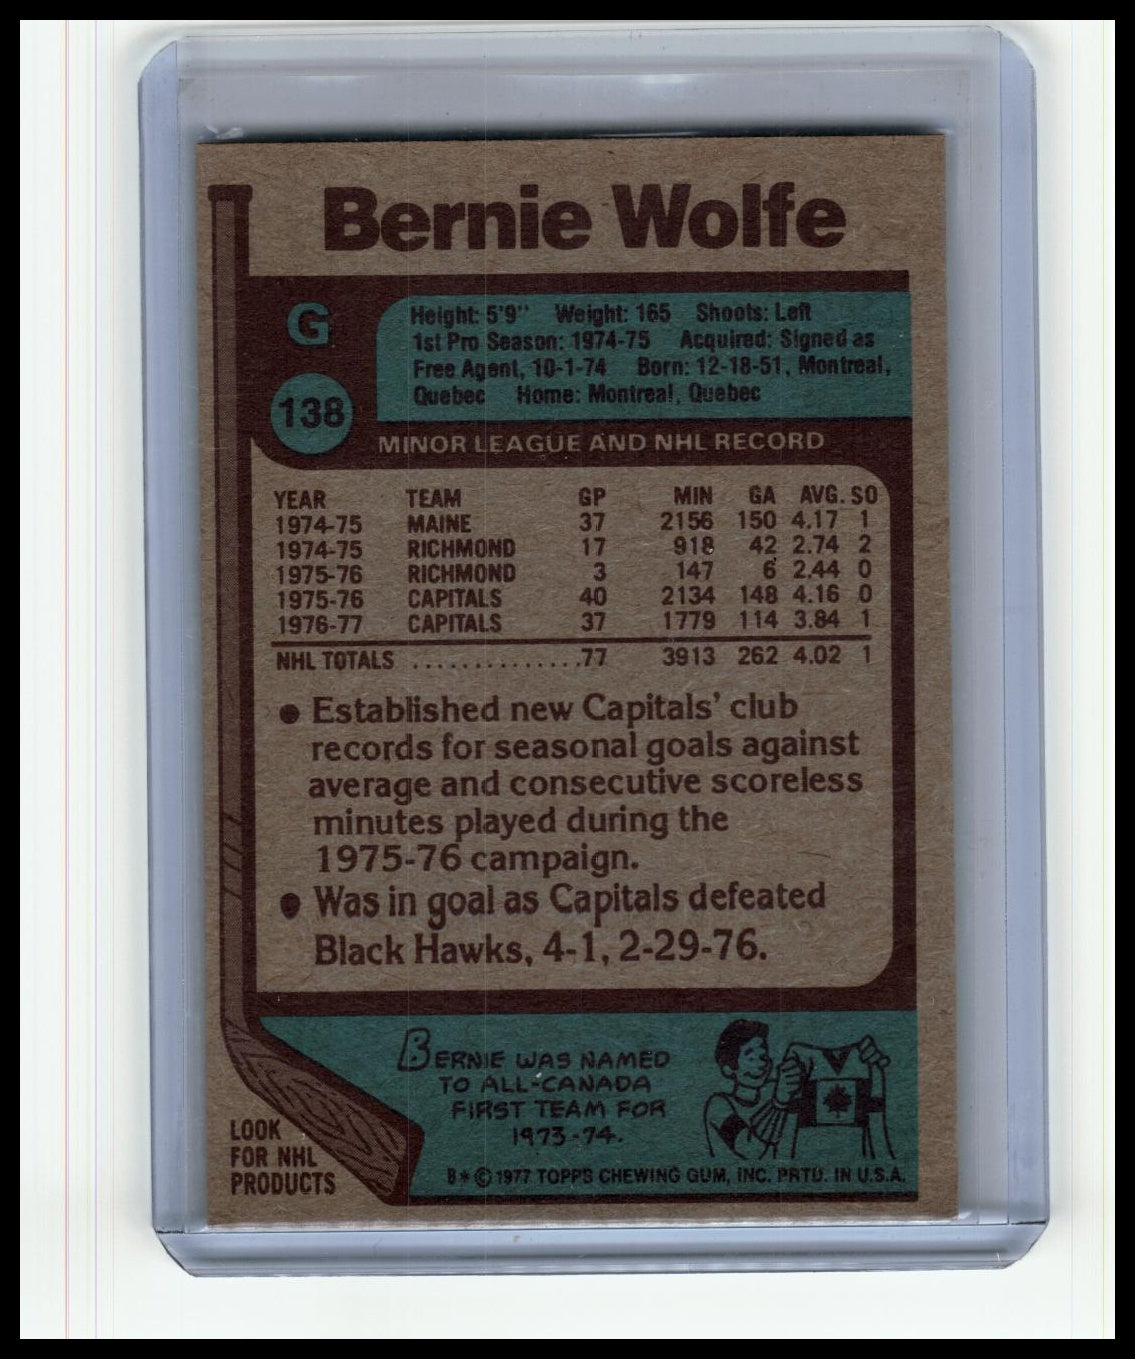 Bernie Wolfe
G
138
Height: 5'9" Weight: 165 Shoots: Left
1st Pro Season: 1974-75 Acquired: Signed as
Free Agent, 10-1-74 Born: 12-18-51, Montreal,
Quebec Home: Montreal, Quebec
MINOR LEAGUE AND NHL RECORD
YEAR TEAM GP MIN GA AVG. SO
1974-75 MAINE 37 2156 150 4.17 1
1974-75 RICHMOND 17 918 42 2.74 2
1975-76 RICHMOND 3 147 6 2.44 0
1975-76 CAPITALS 40 2134 148 4.16 0
1976-77 CAPITALS 37 1779 114 3.84 1
NHL TOTALS ..............77 3913 262 4.02 1
● Established new Capitals' club
records for seasonal goals against
average and consecutive scoreless
minutes played during the
1975-76 campaign.
● Was in goal as Capitals defeated
Black Hawks, 4-1, 2-29-76.
BERNIE WAS NAMED
TO ALL-CANADA
FIRST TEAM FOR
1973-74.
LOOK
FOR NHL
PRODUCTS
B* © 1977 TOPPS CHEWING GUM, INC. PRTD. IN U.S.A.